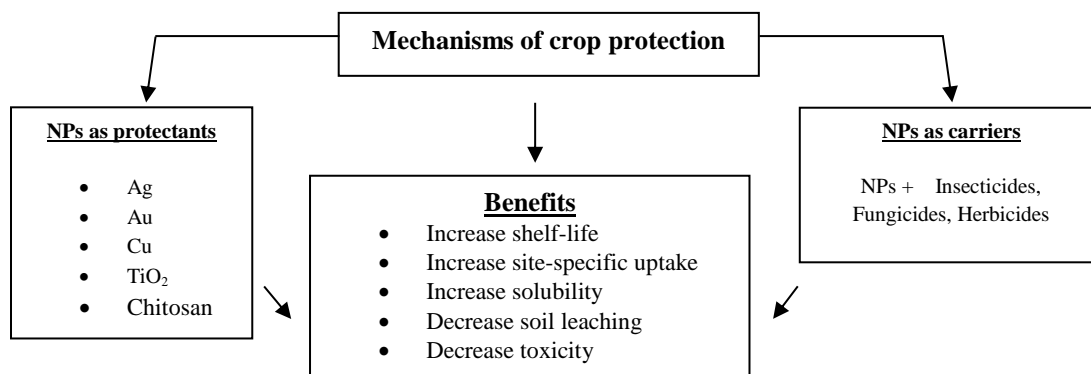 Mechanisms of crop protection
NPs as protectants
• Ag
• Au
• Cu
• TiO₂
• Chitosan
Benefits
• Increase shelf-life
• Increase site-specific uptake
• Increase solubility
• Decrease soil leaching
• Decrease toxicity
NPs as carriers
NPs + Insecticides,
Fungicides, Herbicides